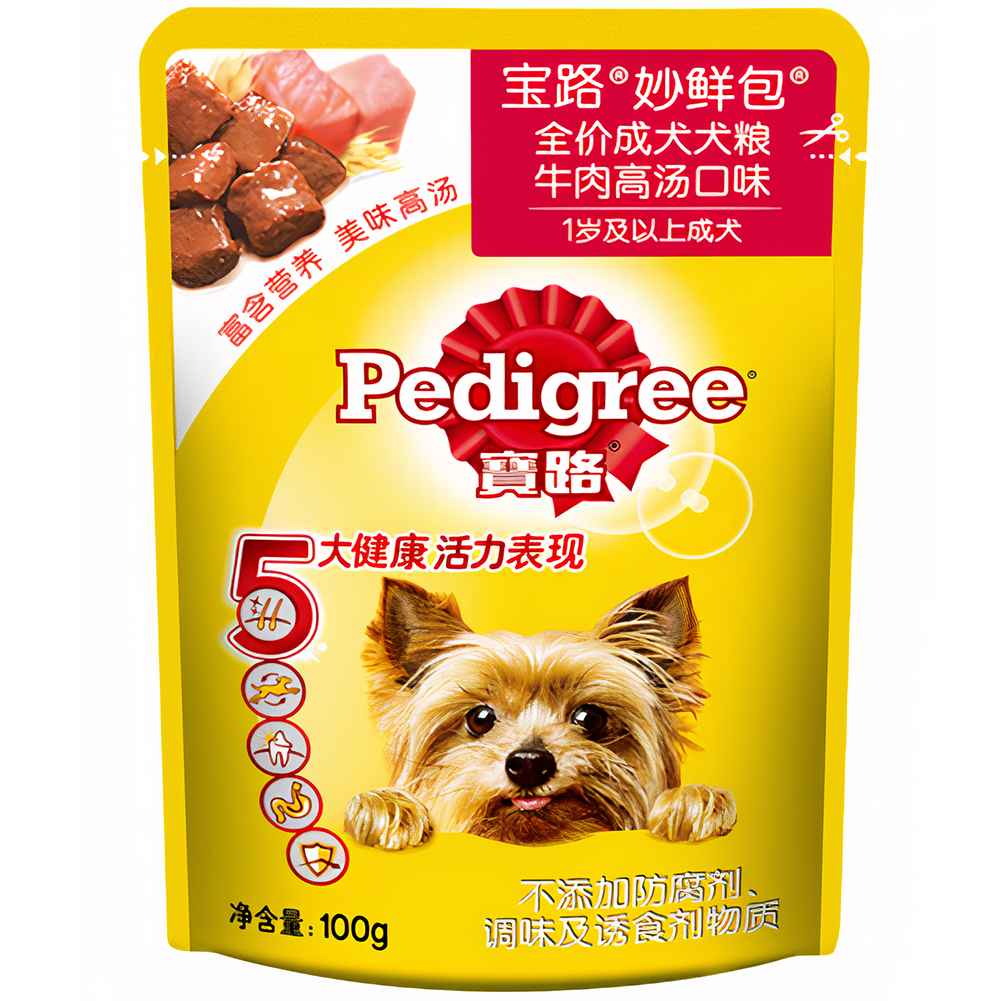 宝路®妙鲜包®
全价成犬犬粮
牛肉高汤口味
1岁及以上成犬
富含营养 美味高汤
Pedigree®
寶路®
5大健康 活力表现
不添加防腐剂、
调味及诱食剂物质
净含量:100g